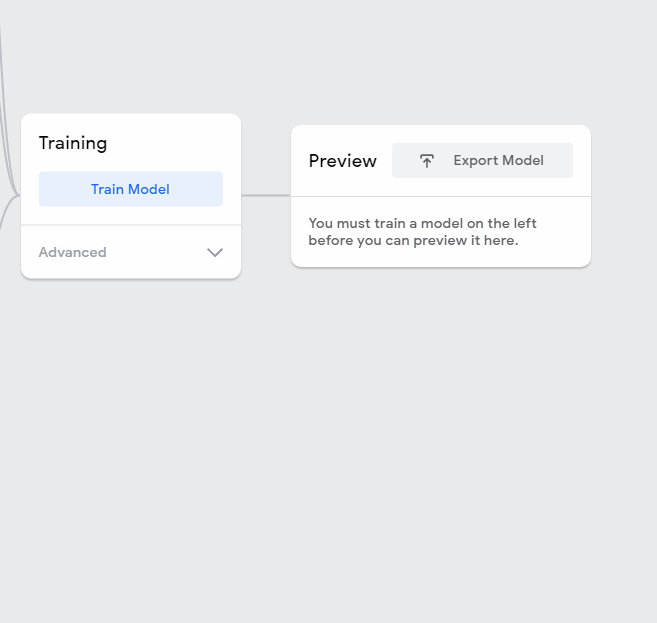 Training
Train Model
Advanced
Preview
Export Model
You must train a model on the left
before you can preview it here.